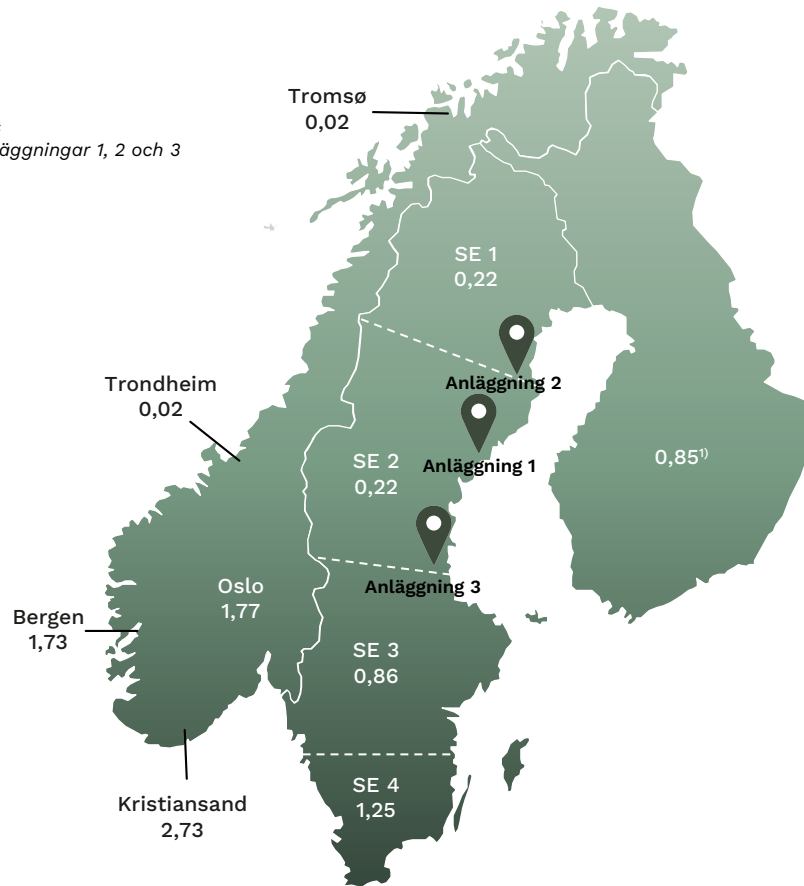 äggningar 1, 2 och 3
Tromsø
0,02
SE 1
0,22
Anläggning 2
Trondheim
0,02
Anläggning 1
SE 2
0,22
0,85¹⁾
Anläggning 3
Oslo
1,77
Bergen
1,73
SE 3
0,86
SE 4
1,25
Kristiansand
2,73